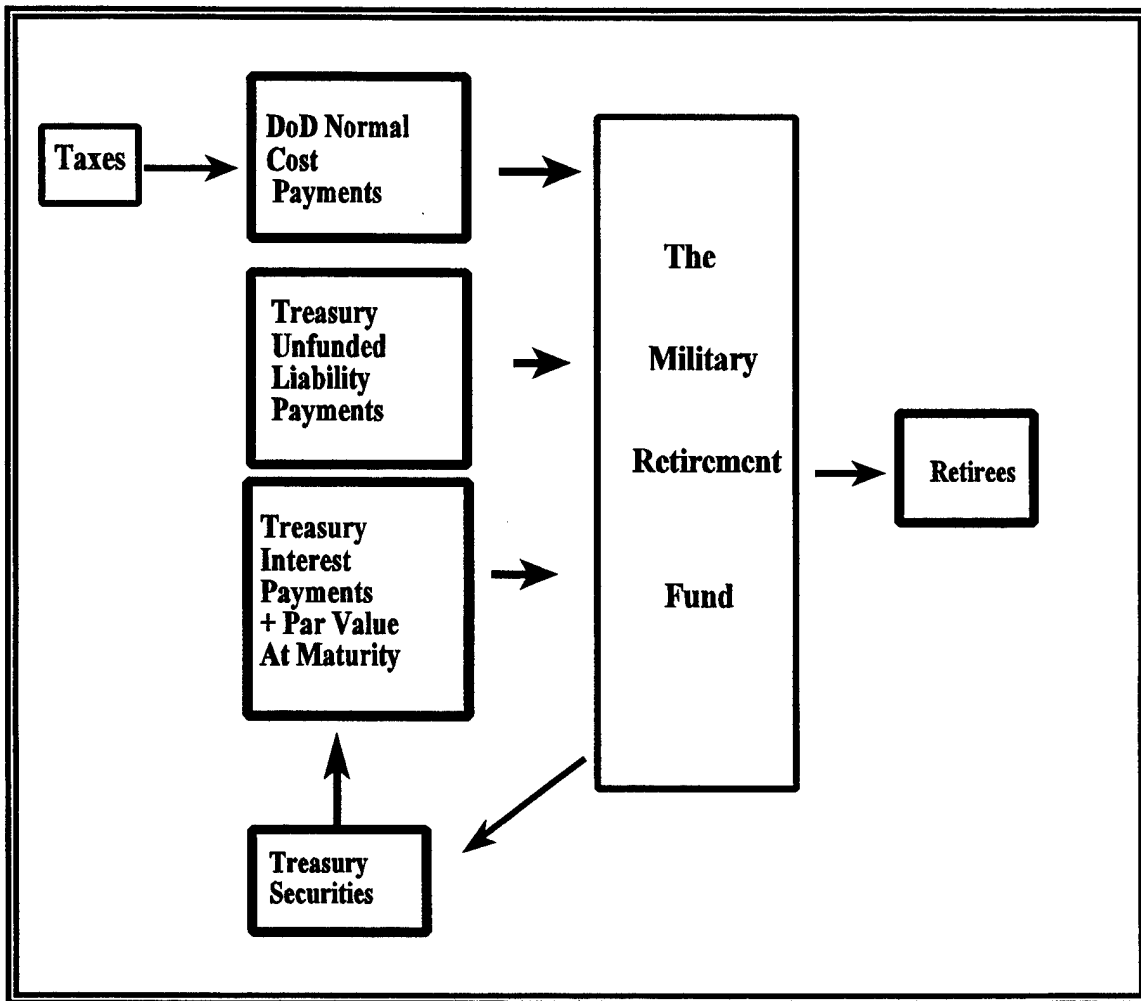 Taxes
DoD Normal
Cost
Payments
Treasury
Unfunded
Liability
Payments
Treasury
Interest
Payments
+ Par Value
At Maturity
Treasury
Securities
The
Military
Retirement
Fund
Retirees